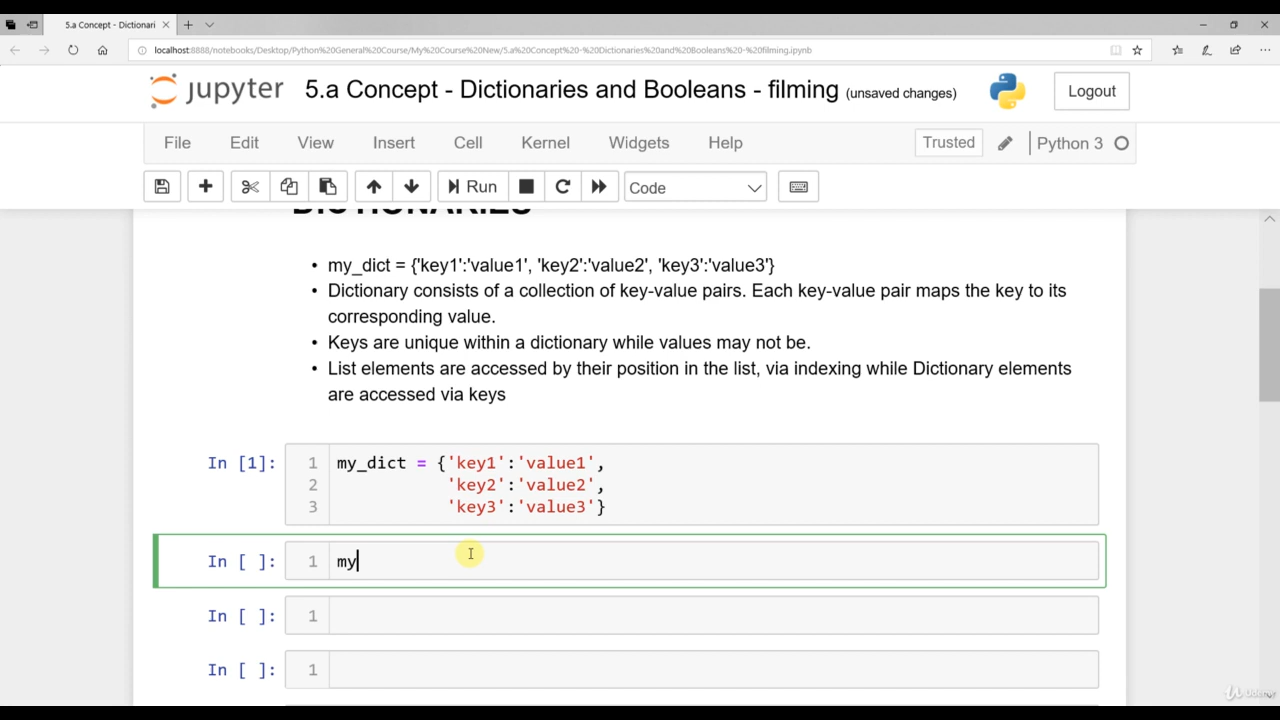 5.a Concept - Dictionari
localhost:8888/notebooks/Desktop/Python%20General%20Course/My%20Course%20New/5.a%20Concept%20-%20Dictionaries%20and%20Booleans%20-%20filming.ipynb
jupyter 5.a Concept - Dictionaries and Booleans - filming (unsaved changes) Logout
File Edit View Insert Cell Kernel Widgets Help Trusted Python 3
Run Code
DICTIONARIES
• my_dict = {'key1':'value1', 'key2':'value2', 'key3':'value3'}
• Dictionary consists of a collection of key-value pairs. Each key-value pair maps the key to its
corresponding value.
• Keys are unique within a dictionary while values may not be.
• List elements are accessed by their position in the list, via indexing while Dictionary elements
are accessed via keys
In [1]: 1 my_dict = {'key1':'value1',
2 'key2':'value2',
3 'key3':'value3'}
In [ ]: 1 my
In [ ]: 1
In [ ]: 1
Udemy